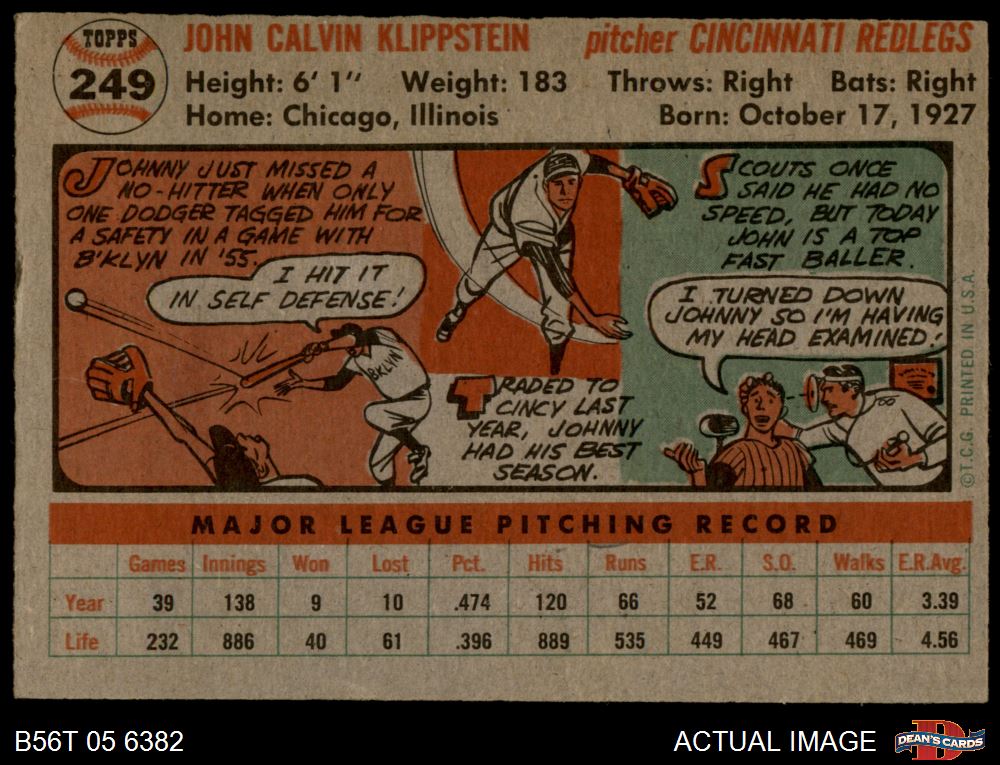 TOPPS
249
JOHN CALVIN KLIPPSTEIN pitcher CINCINNATI REDLEGS
Height: 6' 1" Weight: 183 Throws: Right Bats: Right
Home: Chicago, Illinois Born: October 17, 1927
JOHNNY JUST MISSED A
NO-HITTER WHEN ONLY
ONE DODGER TAGGED HIM FOR
A SAFETY IN A GAME WITH
B'KLYN IN '55.
I HIT IT
IN SELF DEFENSE!
BKLYN
TRADED TO
CINCY LAST
YEAR, JOHNNY
HAD HIS BEST
SEASON.
SCOUTS ONCE
SAID HE HAD NO
SPEED, BUT TODAY
JOHN IS A TOP
FAST BALLER.
I TURNED DOWN
JOHNNY SO I'M HAVING
MY HEAD EXAMINED!
© T.C.G. PRINTED IN U.S.A.
MAJOR LEAGUE PITCHING RECORD
Games Innings Won Lost Pct. Hits Runs E.R. S.O. Walks E.R.Avg.
Year 39 138 9 10 .474 120 66 52 68 60 3.39
Life 232 886 40 61 .396 889 535 449 467 469 4.56
B56T 05 6382
ACTUAL IMAGE
DEAN'S CARDS